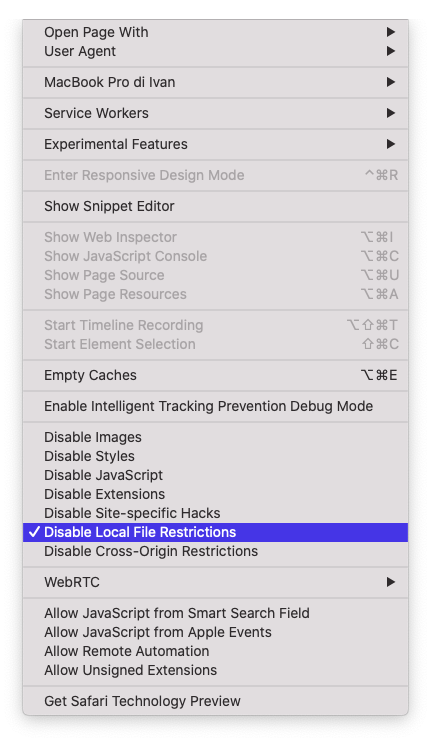 Open Page With
User Agent
MacBook Pro di Ivan
Service Workers
Experimental Features
Enter Responsive Design Mode ^⌘R
Show Snippet Editor
Show Web Inspector ⌥⌘I
Show JavaScript Console ⌥⌘C
Show Page Source ⌥⌘U
Show Page Resources ⌥⌘A
Start Timeline Recording ⌥⇧⌘T
Start Element Selection ⇧⌘C
Empty Caches ⌥⌘E
Enable Intelligent Tracking Prevention Debug Mode
Disable Images
Disable Styles
Disable JavaScript
Disable Extensions
Disable Site-specific Hacks
✓ Disable Local File Restrictions
Disable Cross-Origin Restrictions
WebRTC
Allow JavaScript from Smart Search Field
Allow JavaScript from Apple Events
Allow Remote Automation
Allow Unsigned Extensions
Get Safari Technology Preview